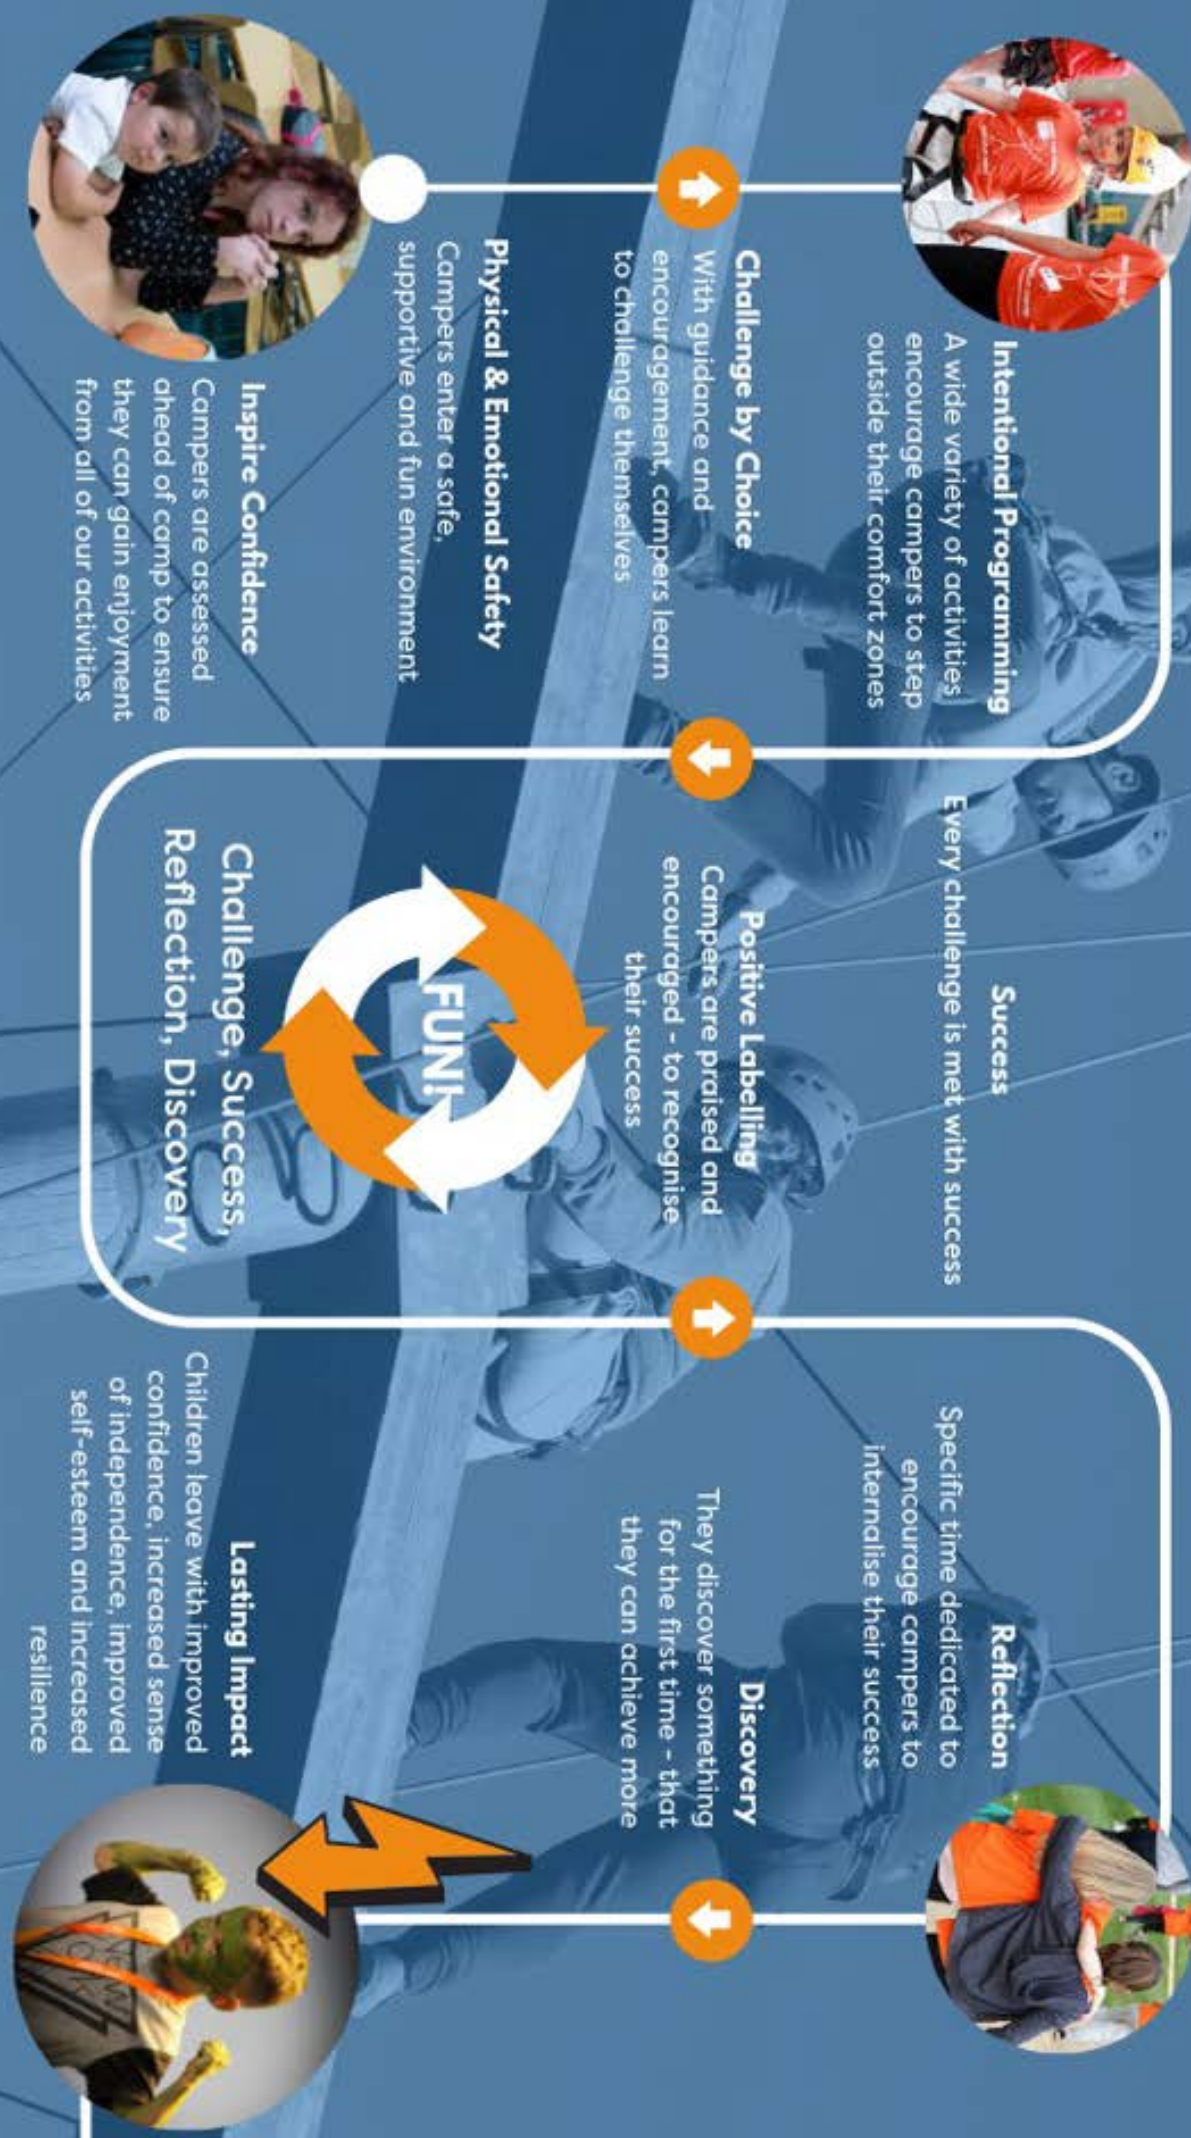 Intentional Programming
A wide variety of activities
encourage campers to step
outside their comfort zones
Challenge by Choice
With guidance and
encouragement, campers learn
to challenge themselves
Physical & Emotional Safety
Campers enter a safe,
supportive and fun environment
Inspire Confidence
Campers are assessed
ahead of camp to ensure
they can gain enjoyment
from all of our activities
Success
Every challenge is met with success
Positive Labelling
Campers are praised and
encouraged - to recognise
their success
FUN!
Challenge, Success,
Reflection, Discovery
Reflection
Specific time dedicated to
encourage campers to
internalise their success
Discovery
They discover something
for the first time - that
they can achieve more
Lasting Impact
Children leave with improved
confidence, increased sense
of independence, improved
self-esteem and increased
resilience